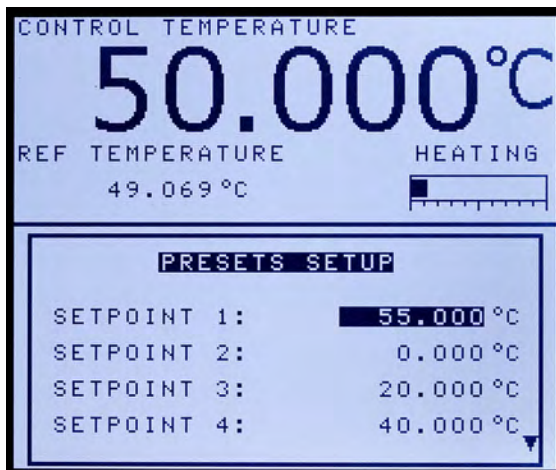 CONTROL TEMPERATURE
50.000°C
REF TEMPERATURE HEATING
49.069°C
PRESETS SETUP
SETPOINT 1: 55.000°C
SETPOINT 2: 0.000°C
SETPOINT 3: 20.000°C
SETPOINT 4: 40.000°C